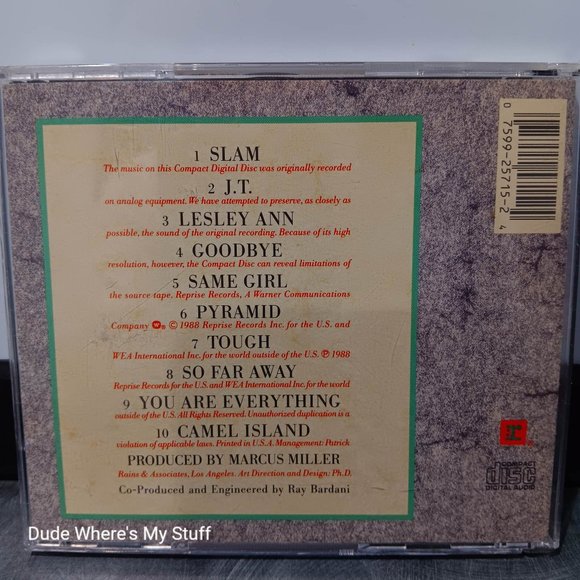 1 SLAM
The music on this Compact Digital Disc was originally recorded
2 J.T.
on analog equipment. We have attempted to preserve, as closely as
3 LESLEY ANN
possible, the sound of the original recording. Because of its high
4 GOODBYE
resolution, however, the Compact Disc can reveal limitations of
5 SAME GIRL
the source tape. Reprise Records, A Warner Communications
6 PYRAMID
Company ® © 1988 Reprise Records Inc. for the U.S. and
7 TOUGH
WEA International Inc. for the world outside of the U.S. ℗ 1988
8 SO FAR AWAY
Reprise Records for the U.S. and WEA International Inc. for the world
9 YOU ARE EVERYTHING
outside of the U.S. All Rights Reserved. Unauthorized duplication is a
10 CAMEL ISLAND
violation of applicable laws. Printed in U.S.A. Management: Patrick
PRODUCED BY MARCUS MILLER
Rains & Associates, Los Angeles. Art Direction and Design: Ph.D.
Co-Produced and Engineered by Ray Bardani
0 7599-25715-2 4
r
COMPACT
disc
DIGITAL AUDIO
Dude Where's My Stuff